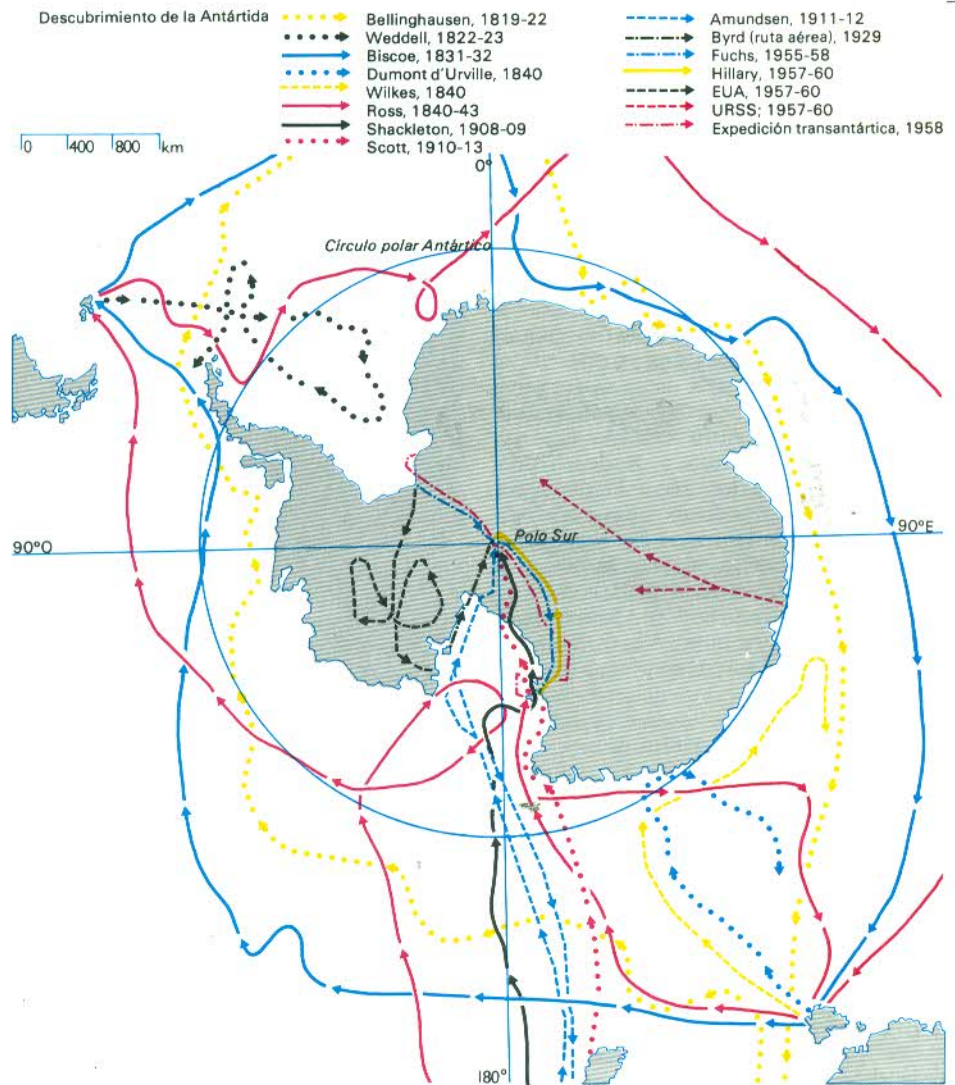 Descubrimiento de la Antártida
Bellinghausen, 1819-22
Weddell, 1822-23
Biscoe, 1831-32
Dumont d'Urville, 1840
Wilkes, 1840
Ross, 1840-43
Shackleton, 1908-09
Scott, 1910-13
Amundsen, 1911-12
Byrd (ruta aérea), 1929
Fuchs, 1955-58
Hillary, 1957-60
EUA, 1957-60
URSS; 1957-60
Expedición transantártica, 1958
0 400 800 km
0°
Círculo polar Antártico
90°O
Polo Sur
90°E
180°